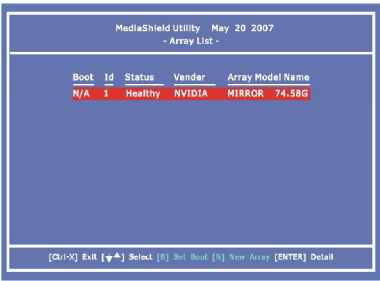 MediaShield Utility May 20 2007
- Array List -
Boot Id Status Vender Array Model Name
N/A 1 Healthy NVIDIA MIRROR 74.58G
[Ctrl-X] Exit [▼▲] Select [B] Set Boot [N] New Array [ENTER] Detail